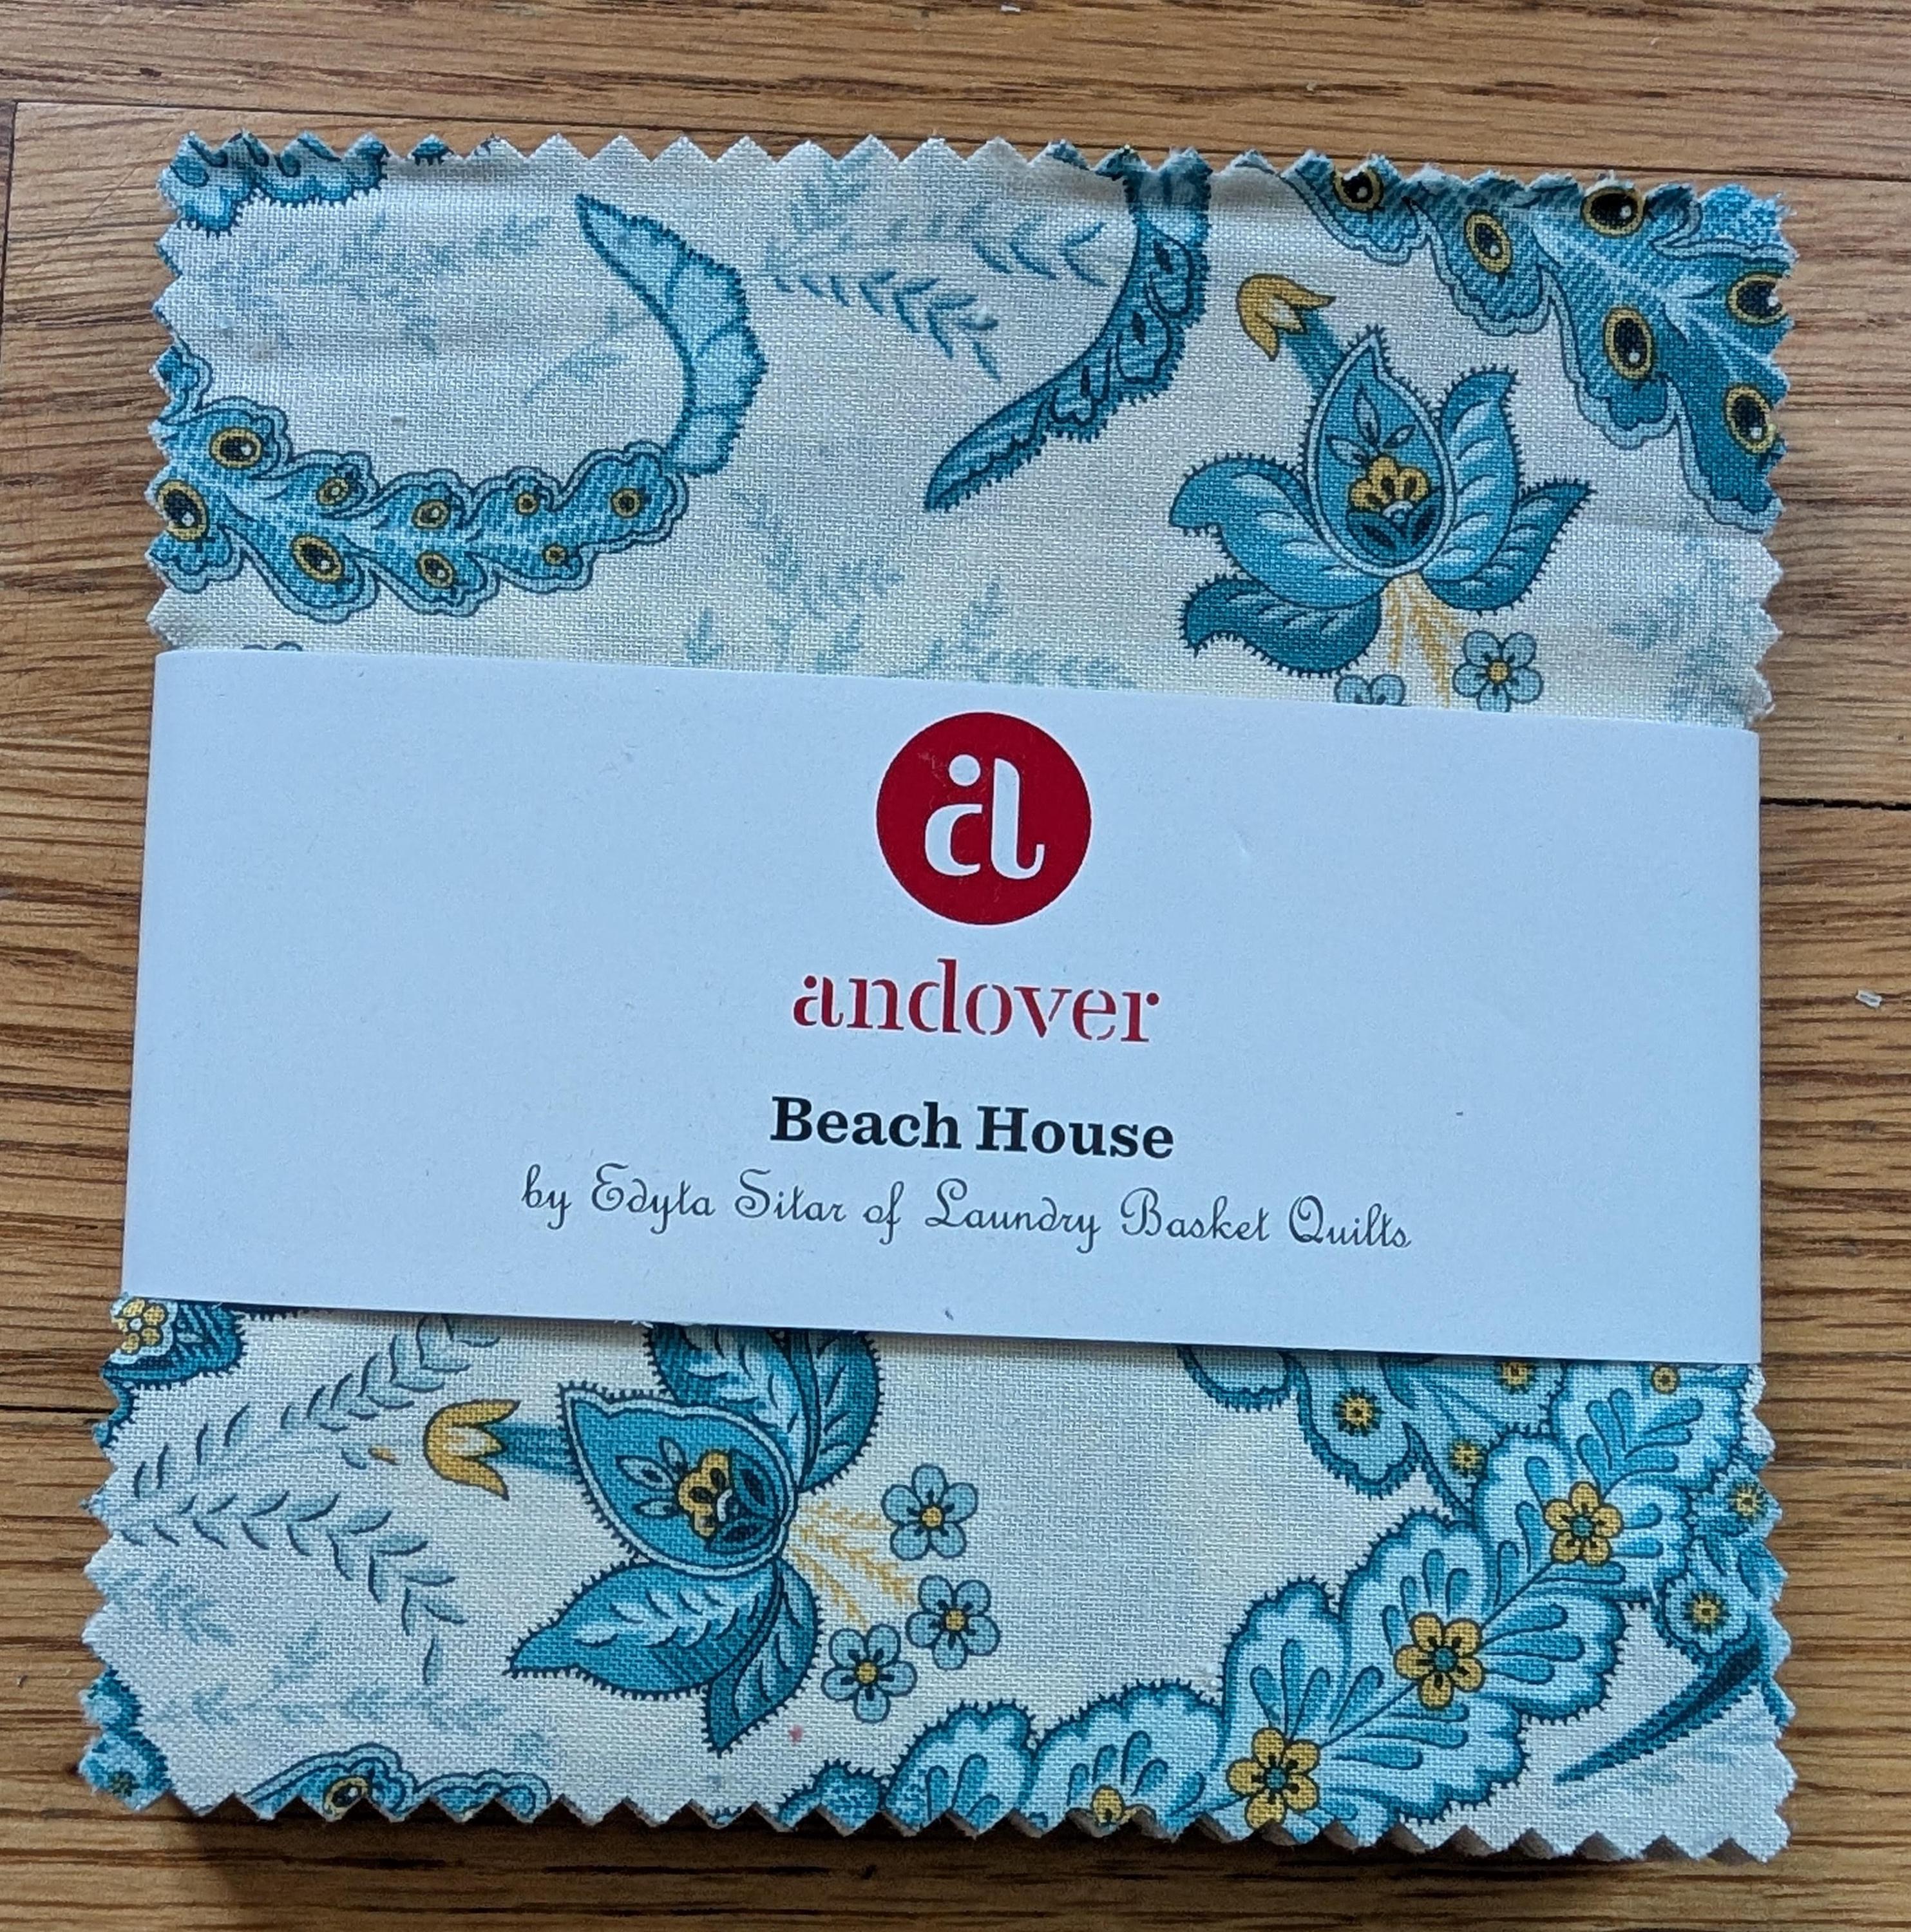 a
andover
Beach House
by Edyta Sitar of Laundry Basket Quilts